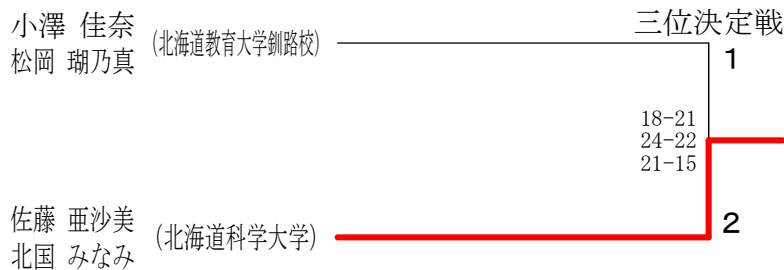 小澤 佳奈
松岡 瑚乃真
(北海道教育大学釧路校)
三位決定戦
1
18-21
24-22
21-15
佐藤 亜沙美
北国 みなみ
(北海道科学大学)
2